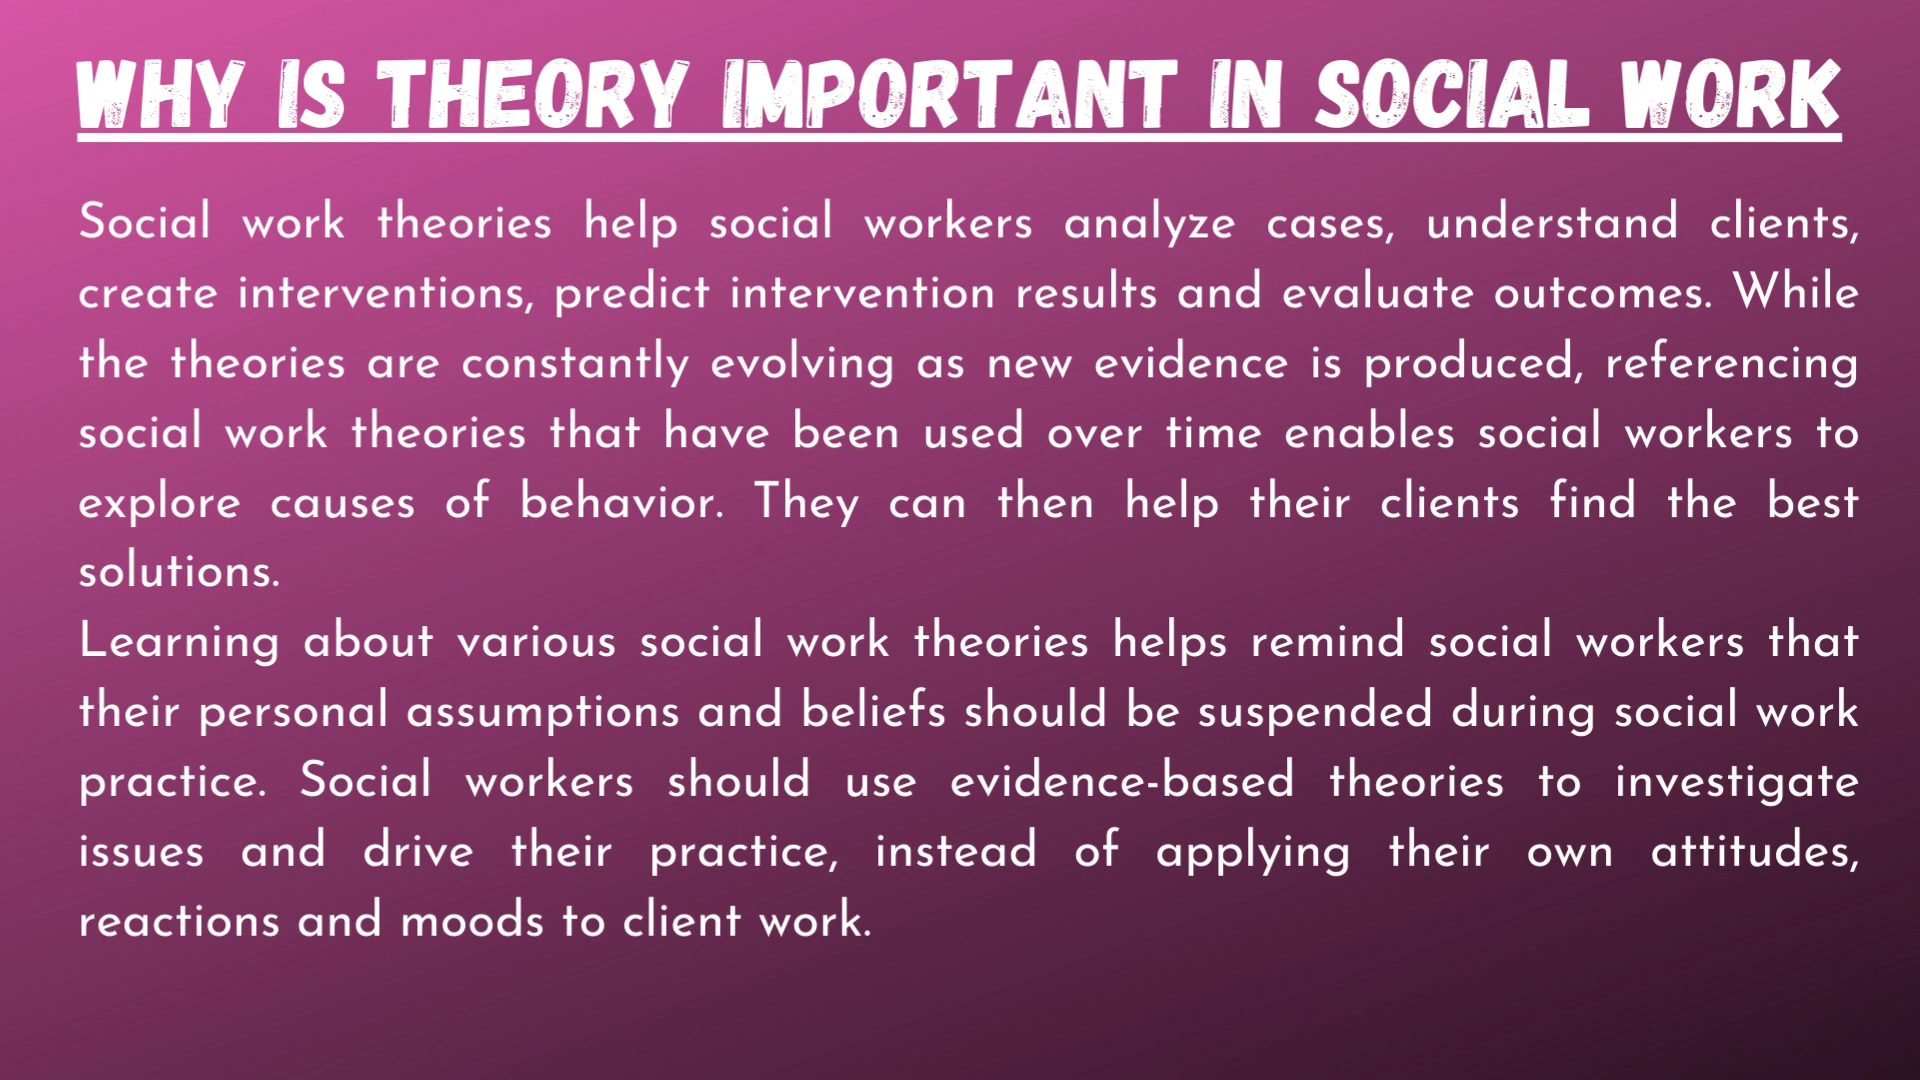 WHY IS THEORY IMPORTANT IN SOCIAL WORK
Social work theories help social workers analyze cases, understand clients,
create interventions, predict intervention results and evaluate outcomes. While
the theories are constantly evolving as new evidence is produced, referencing
social work theories that have been used over time enables social workers to
explore causes of behavior. They can then help their clients find the best
solutions.
Learning about various social work theories helps remind social workers that
their personal assumptions and beliefs should be suspended during social work
practice. Social workers should use evidence-based theories to investigate
issues and drive their practice, instead of applying their own attitudes,
reactions and moods to client work.